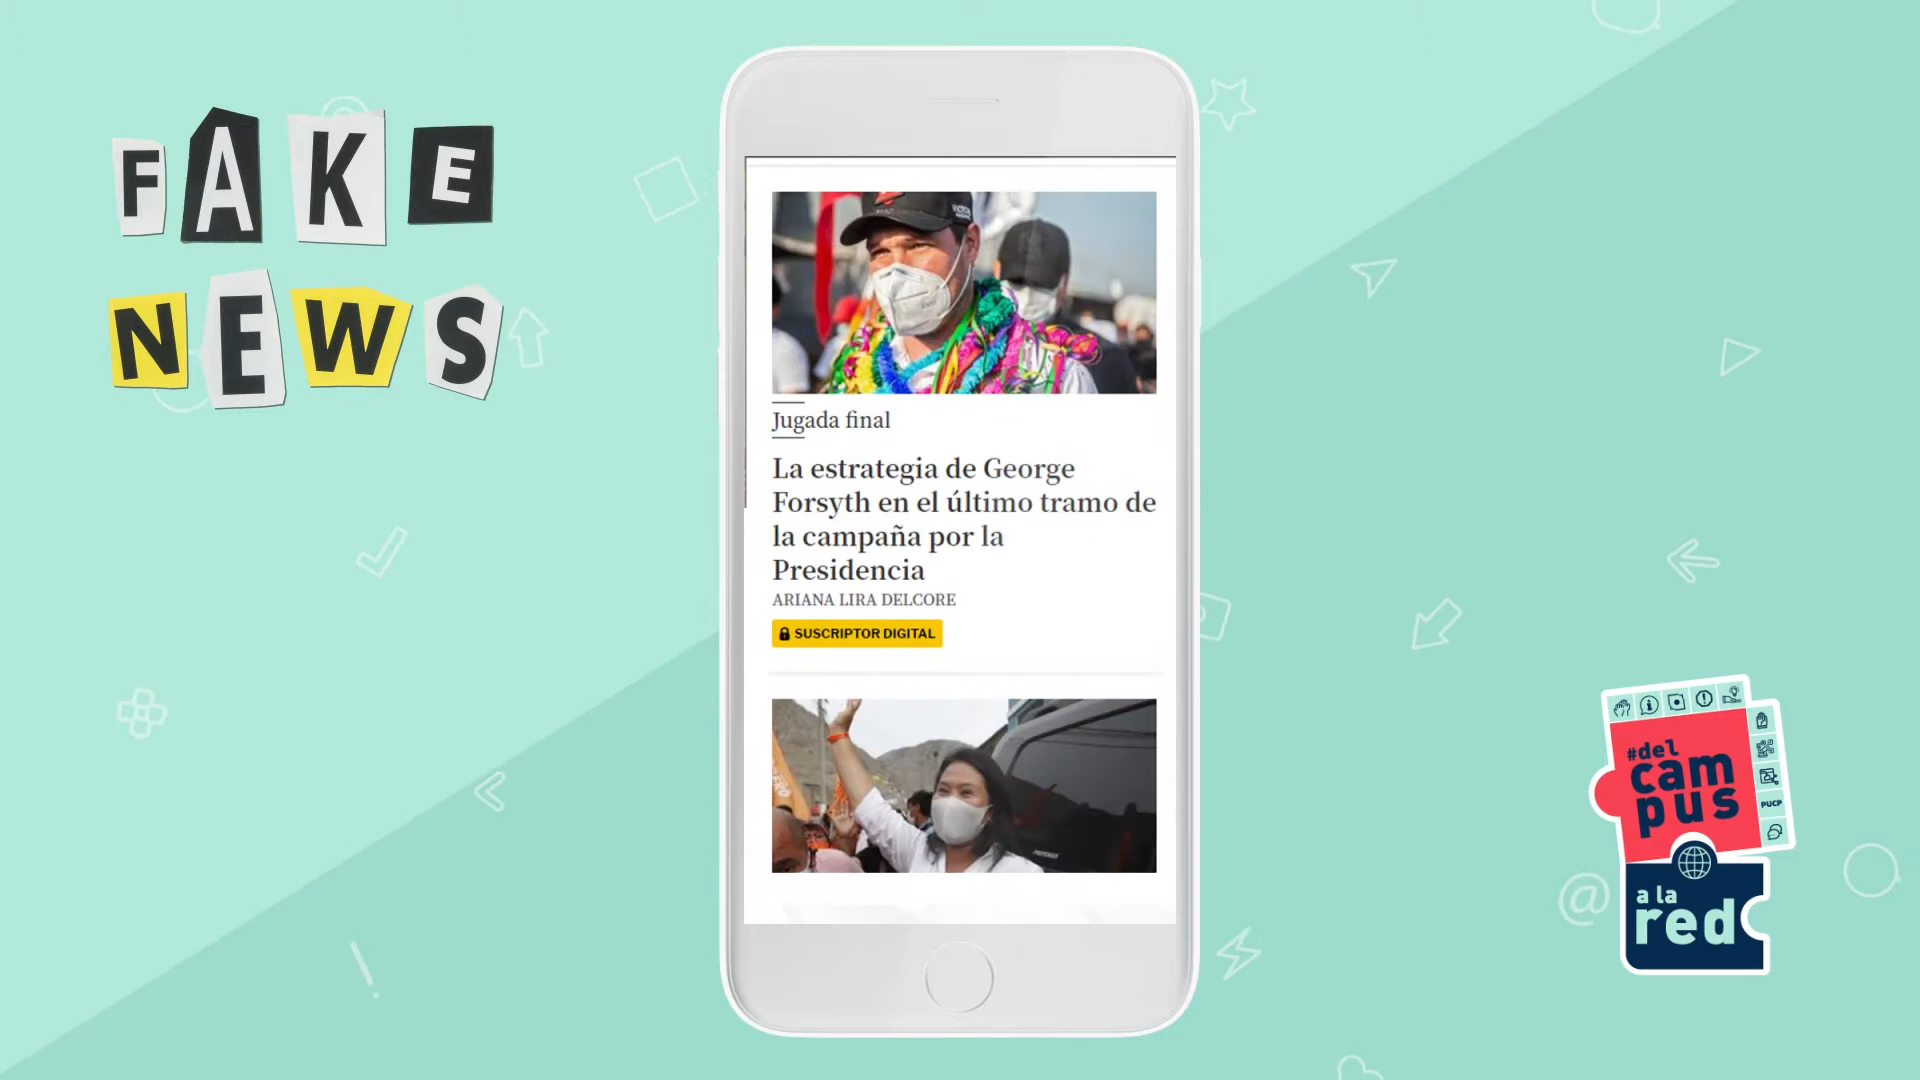 FAKE
NEWS
Jugada final
La estrategia de George
Forsyth en el último tramo de
la campaña por la
Presidencia
ARIANA LIRA DELCORE
SUSCRIPTOR DIGITAL
#del
cam
pus
PUCP
a la
red